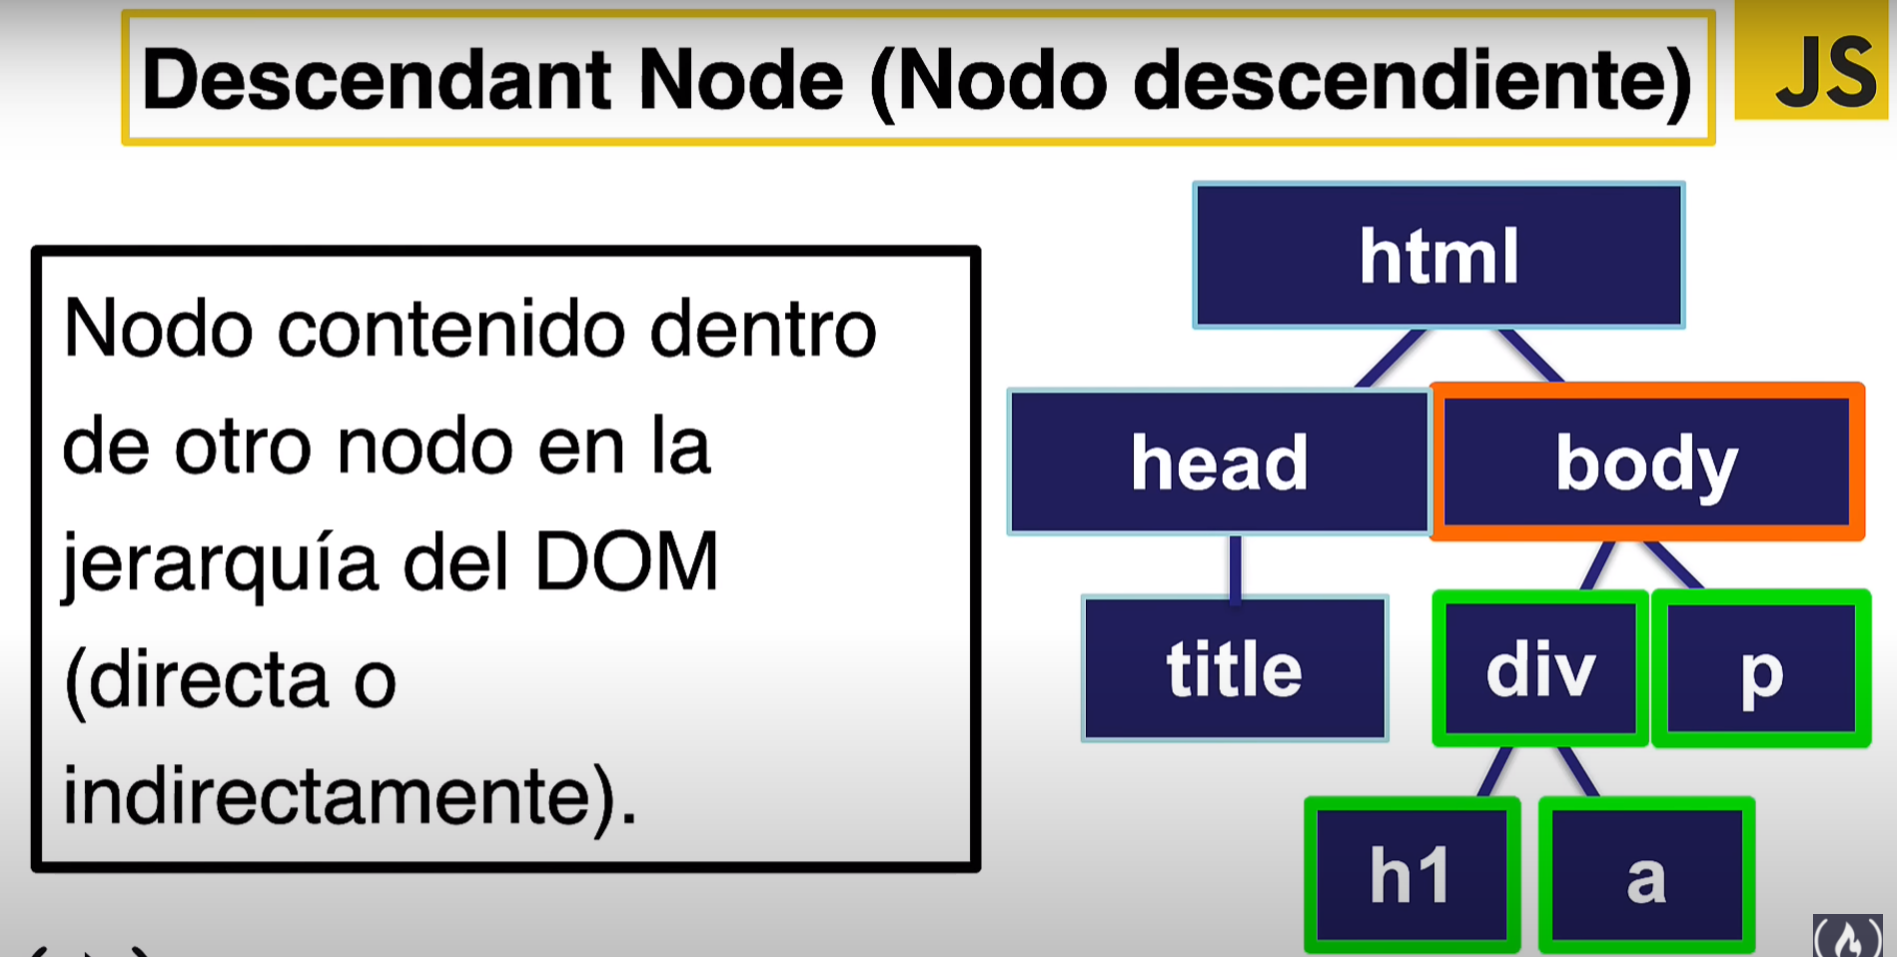 Descendant Node (Nodo descendiente)
JS
Nodo contenido dentro
de otro nodo en la
jerarquía del DOM
(directa o
indirectamente).
html
head
body
title
div
p
h1
a